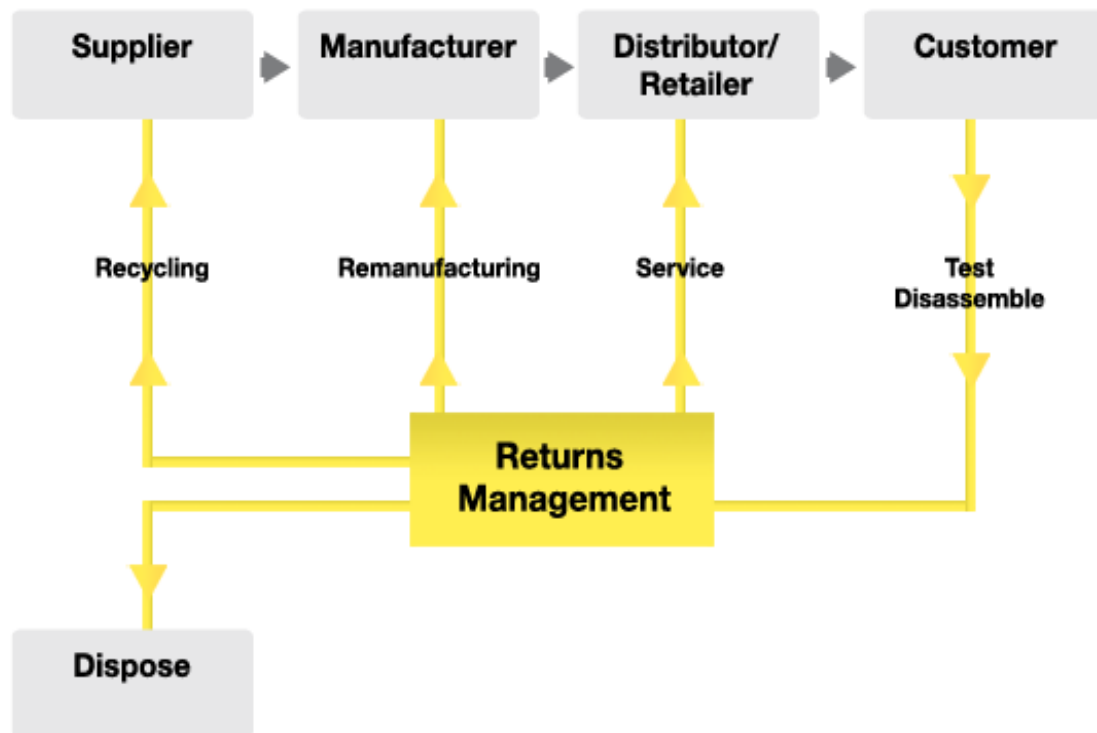 Supplier
Manufacturer
Distributor/
Retailer
Customer
Recycling
Remanufacturing
Service
Test
Disassemble
Returns
Management
Dispose